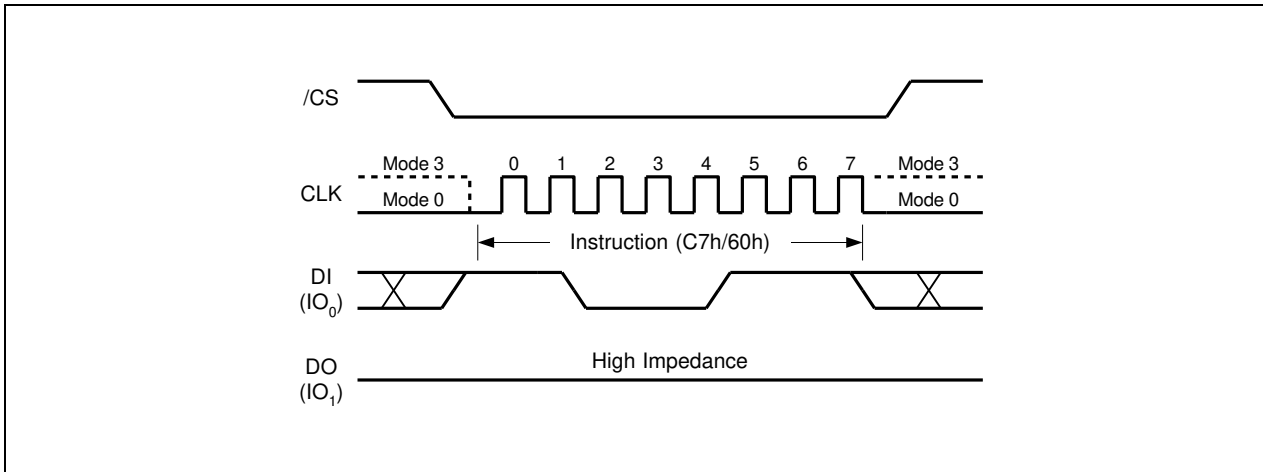 /CS
Mode 3 0 1 2 3 4 5 6 7 Mode 3
CLK
Mode 0 Mode 0
Instruction (C7h/60h)
DI
(IO0)
High Impedance
DO
(IO1)